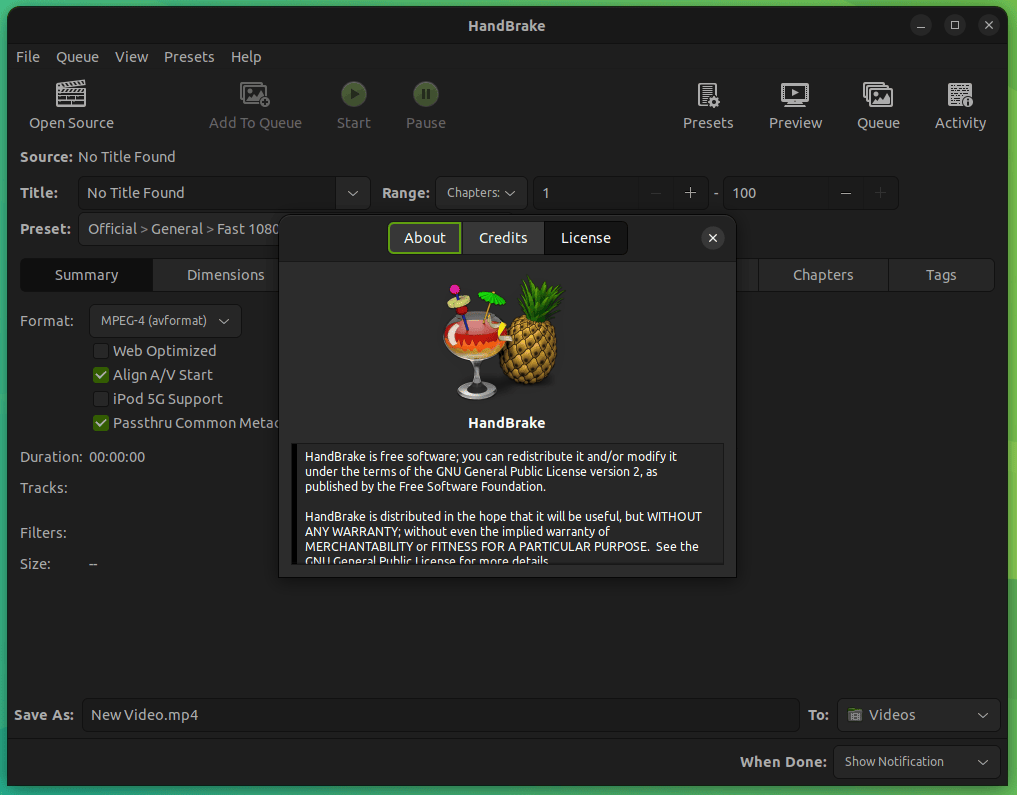 HandBrake
File Queue View Presets Help
Open Source Add To Queue Start Pause Presets Preview Queue Activity
Source: No Title Found
Title: No Title Found Range: Chapters: 1 - 100
Preset: Official > General > Fast 1080
About Credits License
Summary Dimensions Chapters Tags
Format: MPEG-4 (avformat)
Web Optimized
Align A/V Start
iPod 5G Support
Passthru Common Metad
Duration: 00:00:00
Tracks:
Filters:
Size: --
HandBrake
HandBrake is free software; you can redistribute it and/or modify it
under the terms of the GNU General Public License version 2, as
published by the Free Software Foundation.
HandBrake is distributed in the hope that it will be useful, but WITHOUT
ANY WARRANTY; without even the implied warranty of
MERCHANTABILITY or FITNESS FOR A PARTICULAR PURPOSE. See the
GNU General Public License for more details.
Save As: New Video.mp4 To: Videos
When Done: Show Notification